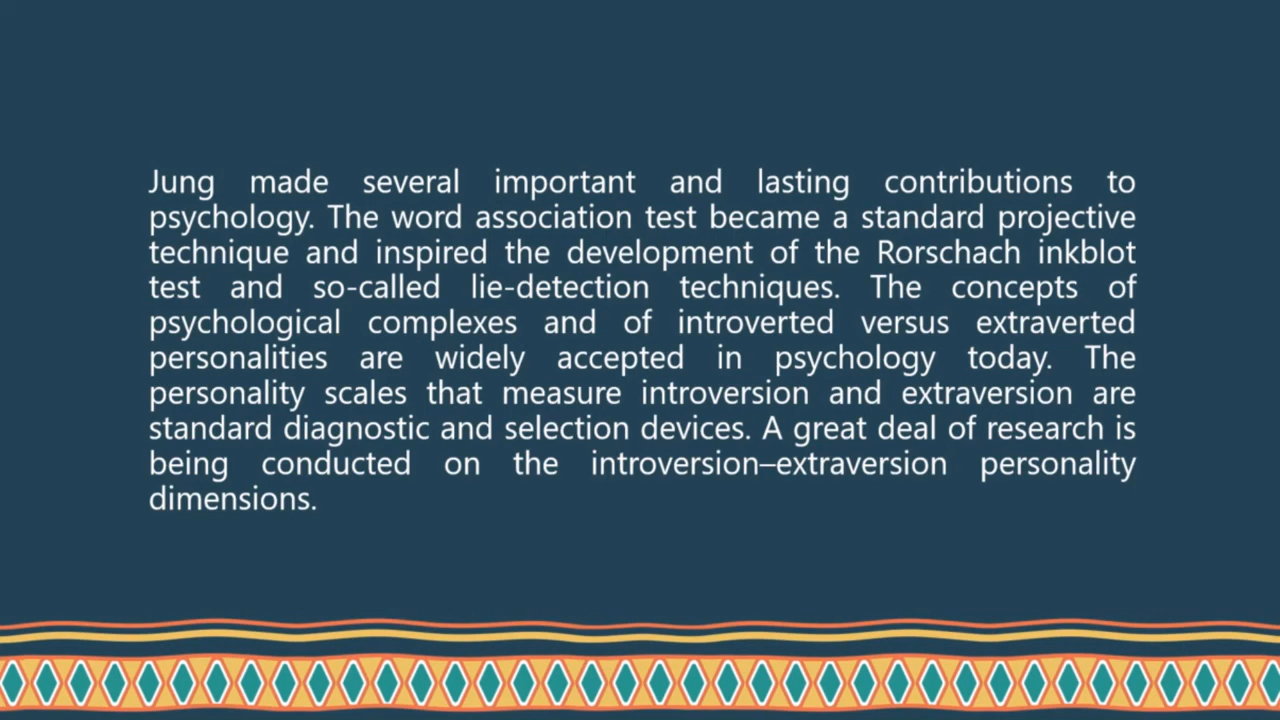 Jung made several important and lasting contributions to
psychology. The word association test became a standard projective
technique and inspired the development of the Rorschach inkblot
test and so-called lie-detection techniques. The concepts of
psychological complexes and of introverted versus extraverted
personalities are widely accepted in psychology today. The
personality scales that measure introversion and extraversion are
standard diagnostic and selection devices. A great deal of research is
being conducted on the introversion–extraversion personality
dimensions.